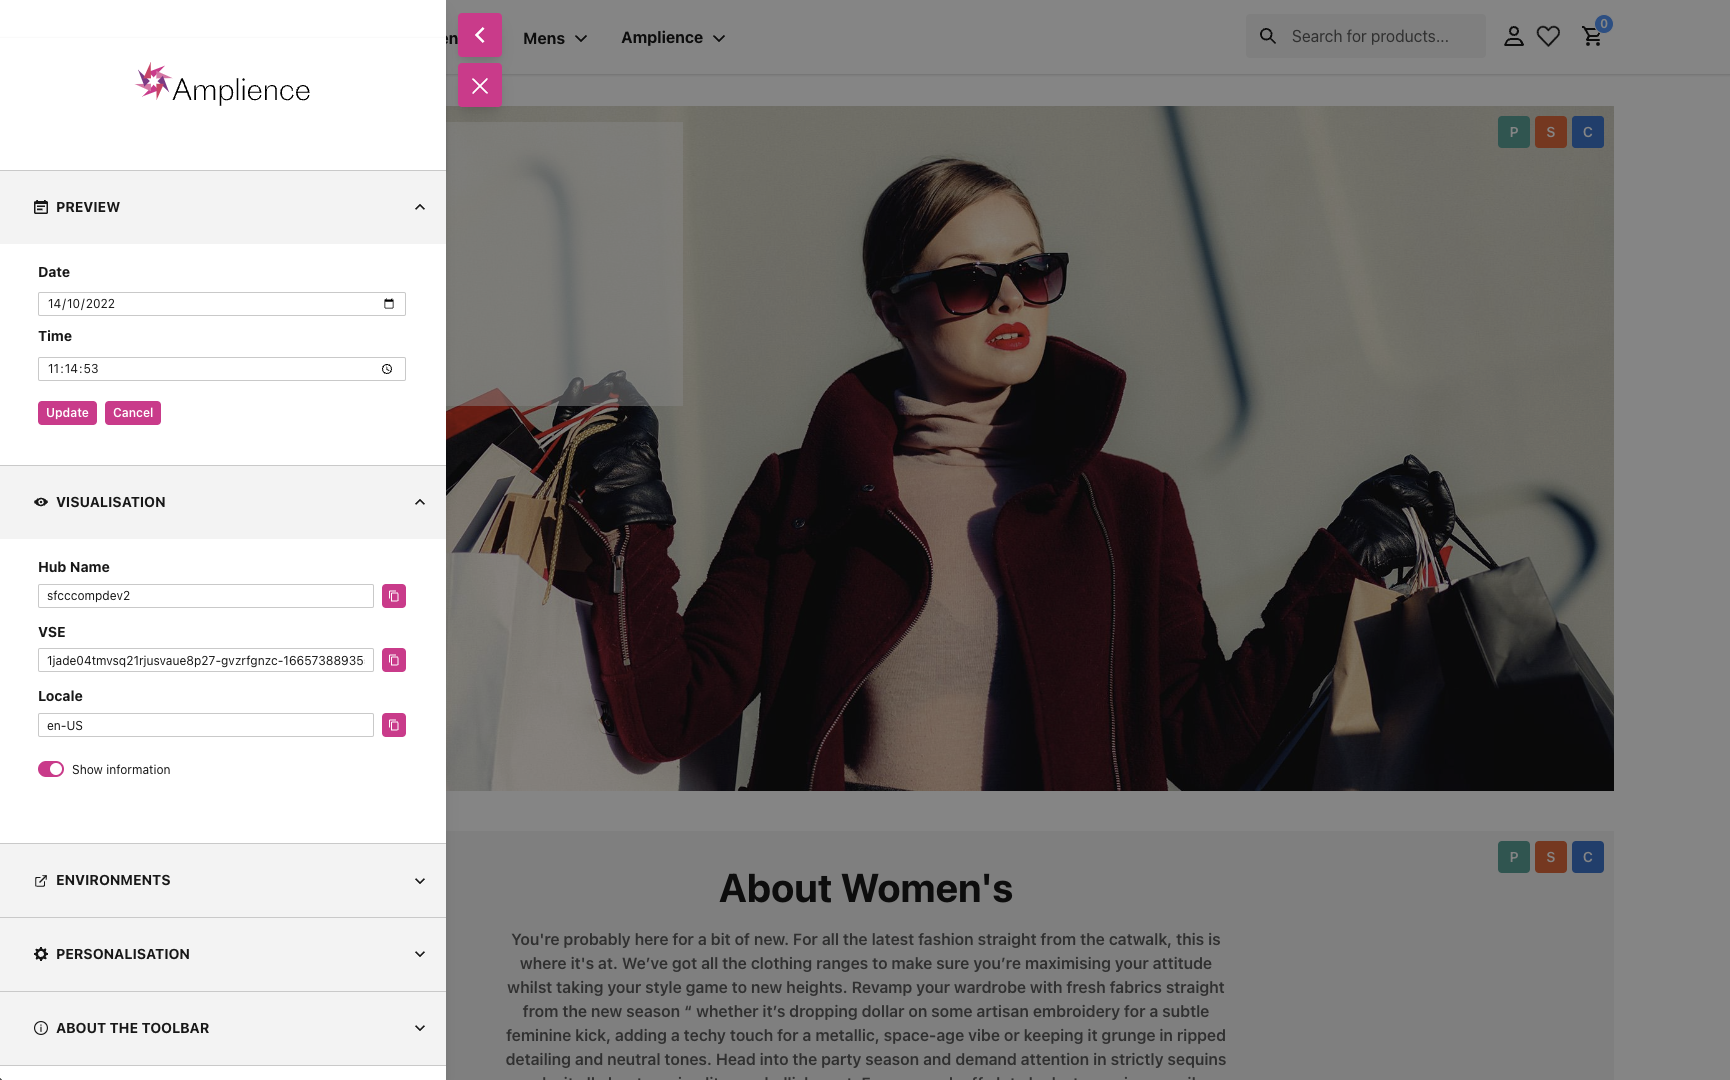 Amplience
PREVIEW
Date
14/10/2022
Time
11:14:53
Update Cancel
VISUALISATION
Hub Name
sfcccompdev2
VSE
1jade04tmvsq21rjusvaue8p27-gvzrfgnzc-16657388935
Locale
en-US
Show information
ENVIRONMENTS
PERSONALISATION
ABOUT THE TOOLBAR
Mens Amplience
Search for products...
0
P S C
P S C
About Women's
You're probably here for a bit of new. For all the latest fashion straight from the catwalk, this is
where it's at. We’ve got all the clothing ranges to make sure you’re maximising your attitude
whilst taking your style game to new heights. Revamp your wardrobe with fresh fabrics straight
from the new season “ whether it’s dropping dollar on some artisan embroidery for a subtle
feminine kick, adding a techy touch for a metallic, space-age vibe or keeping it grunge in ripped
detailing and neutral tones. Head into the party season and demand attention in strictly sequins